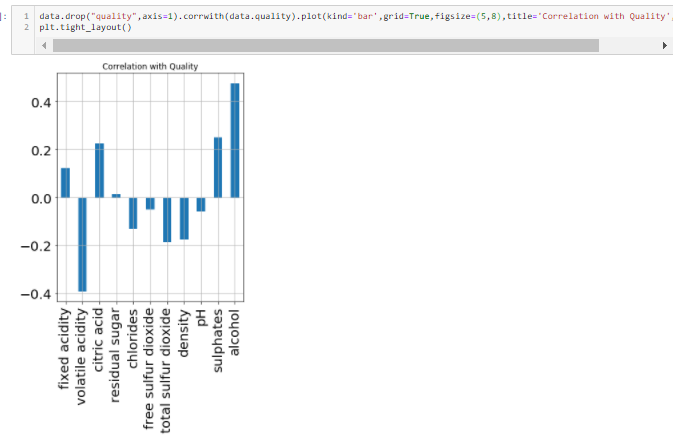 ]:
1 data.drop("quality",axis=1).corrwith(data.quality).plot(kind='bar',grid=True,figsize=(5,8),title='Correlation with Quality'
2 plt.tight_layout()
Correlation with Quality
0.4
0.2
0.0
−0.2
−0.4
fixed acidity
volatile acidity
citric acid
residual sugar
chlorides
free sulfur dioxide
total sulfur dioxide
density
pH
sulphates
alcohol